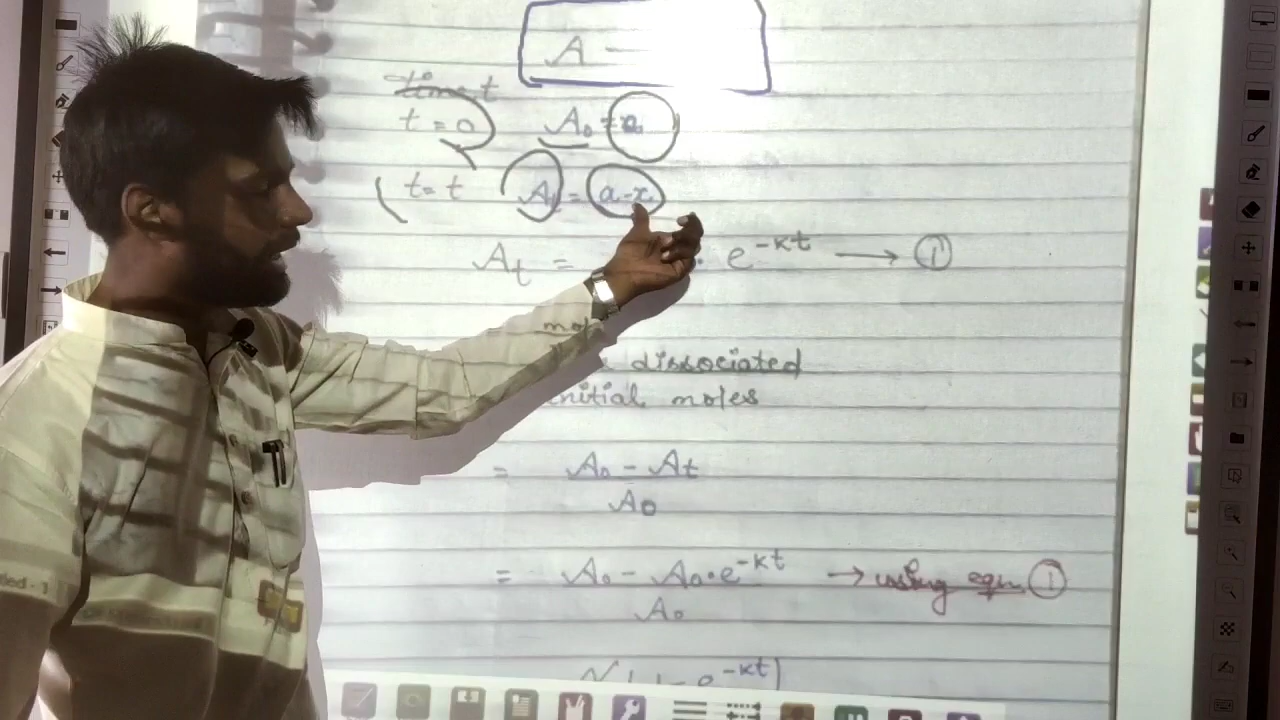 A —
time t
t = 0 A₀ = a
t = t Aₜ = a-x
Aₜ = e^-kt → ①
dissociated
initial moles
= A₀ - Aₜ
A₀
= A₀ - A₀·e^-kt → using eqn ①
A₀
1 - e^-kt